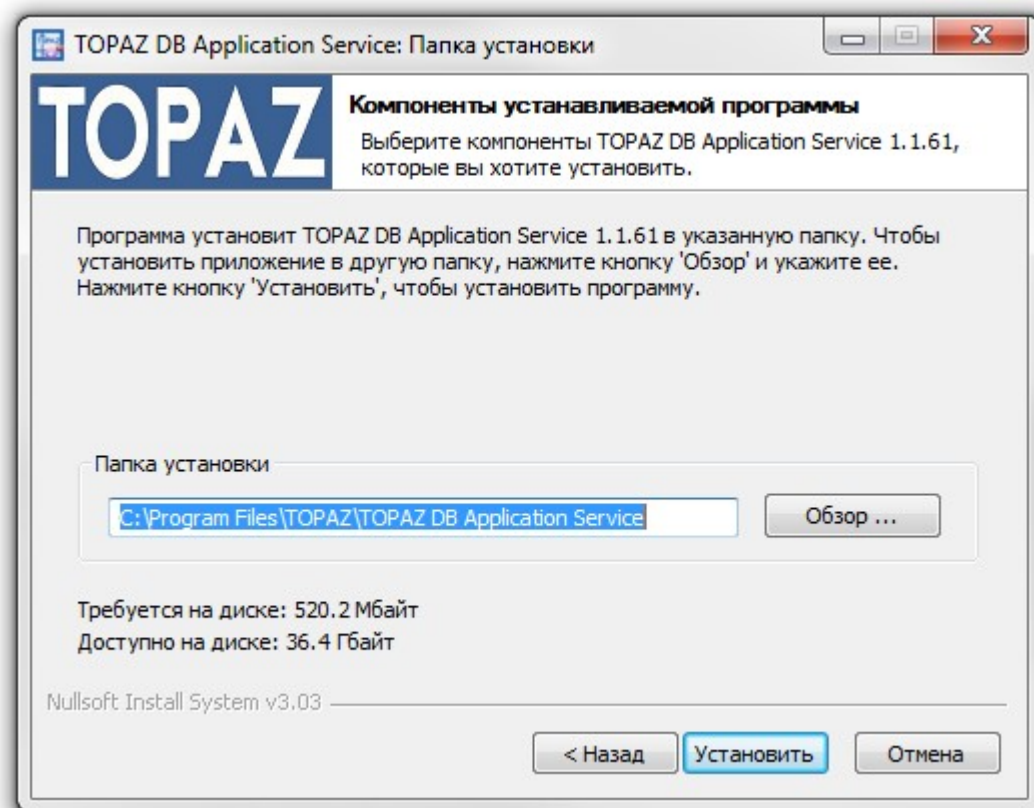 TOPAZ DB Application Service: Папка установки
TOPAZ
Компоненты устанавливаемой программы
Выберите компоненты TOPAZ DB Application Service 1.1.61,
которые вы хотите установить.
Программа установит TOPAZ DB Application Service 1.1.61 в указанную папку. Чтобы
установить приложение в другую папку, нажмите кнопку 'Обзор' и укажите ее.
Нажмите кнопку 'Установить', чтобы установить программу.
Папка установки
C:\Program Files\TOPAZ\TOPAZ DB Application Service
Обзор ...
Требуется на диске: 520.2 Мбайт
Доступно на диске: 36.4 Гбайт
Nullsoft Install System v3.03
< Назад
Установить
Отмена